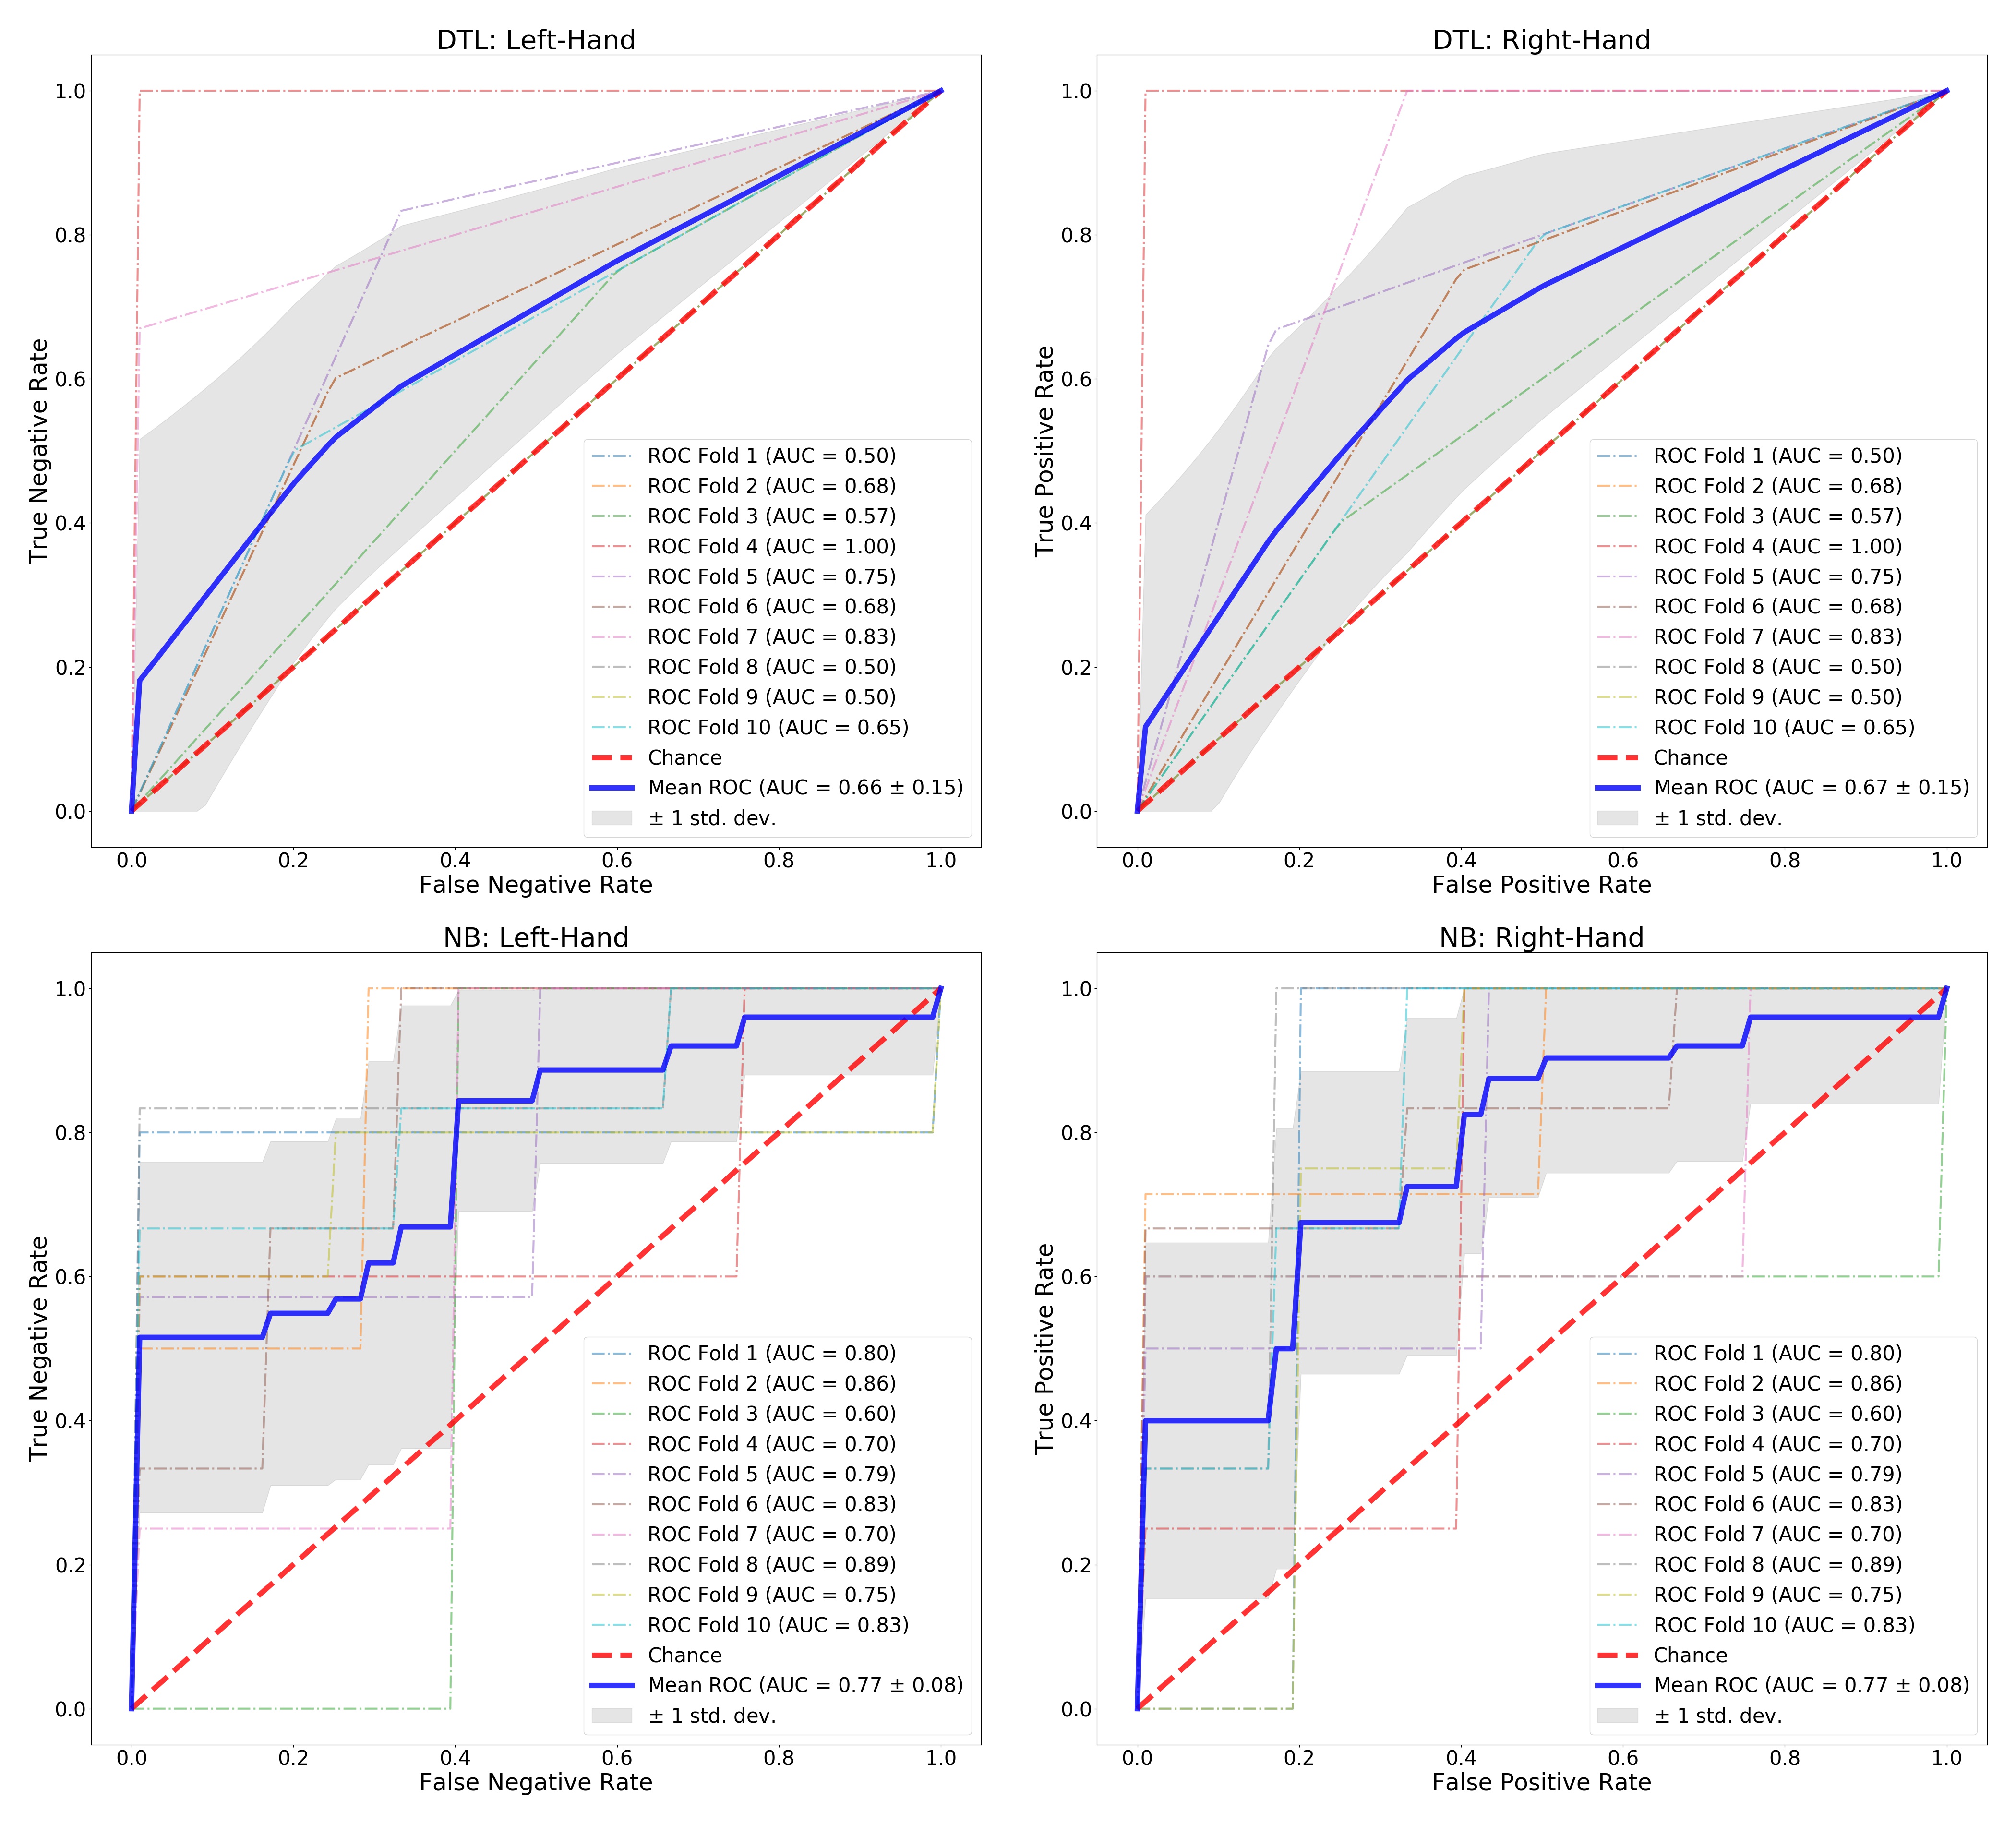 DTL: Left-Hand
True Negative Rate
1.0
0.8
0.6
0.4
0.2
0.0
ROC Fold 1 (AUC = 0.50)
ROC Fold 2 (AUC = 0.68)
ROC Fold 3 (AUC = 0.57)
ROC Fold 4 (AUC = 1.00)
ROC Fold 5 (AUC = 0.75)
ROC Fold 6 (AUC = 0.68)
ROC Fold 7 (AUC = 0.83)
ROC Fold 8 (AUC = 0.50)
ROC Fold 9 (AUC = 0.50)
ROC Fold 10 (AUC = 0.65)
Chance
Mean ROC (AUC = 0.66 ± 0.15)
± 1 std. dev.
0.0 0.2 0.4 0.6 0.8 1.0
False Negative Rate
DTL: Right-Hand
True Positive Rate
1.0
0.8
0.6
0.4
0.2
0.0
ROC Fold 1 (AUC = 0.50)
ROC Fold 2 (AUC = 0.68)
ROC Fold 3 (AUC = 0.57)
ROC Fold 4 (AUC = 1.00)
ROC Fold 5 (AUC = 0.75)
ROC Fold 6 (AUC = 0.68)
ROC Fold 7 (AUC = 0.83)
ROC Fold 8 (AUC = 0.50)
ROC Fold 9 (AUC = 0.50)
ROC Fold 10 (AUC = 0.65)
Chance
Mean ROC (AUC = 0.67 ± 0.15)
± 1 std. dev.
0.0 0.2 0.4 0.6 0.8 1.0
False Positive Rate
NB: Left-Hand
True Negative Rate
1.0
0.8
0.6
0.4
0.2
0.0
ROC Fold 1 (AUC = 0.80)
ROC Fold 2 (AUC = 0.86)
ROC Fold 3 (AUC = 0.60)
ROC Fold 4 (AUC = 0.70)
ROC Fold 5 (AUC = 0.79)
ROC Fold 6 (AUC = 0.83)
ROC Fold 7 (AUC = 0.70)
ROC Fold 8 (AUC = 0.89)
ROC Fold 9 (AUC = 0.75)
ROC Fold 10 (AUC = 0.83)
Chance
Mean ROC (AUC = 0.77 ± 0.08)
± 1 std. dev.
0.0 0.2 0.4 0.6 0.8 1.0
False Negative Rate
NB: Right-Hand
True Positive Rate
1.0
0.8
0.6
0.4
0.2
0.0
ROC Fold 1 (AUC = 0.80)
ROC Fold 2 (AUC = 0.86)
ROC Fold 3 (AUC = 0.60)
ROC Fold 4 (AUC = 0.70)
ROC Fold 5 (AUC = 0.79)
ROC Fold 6 (AUC = 0.83)
ROC Fold 7 (AUC = 0.70)
ROC Fold 8 (AUC = 0.89)
ROC Fold 9 (AUC = 0.75)
ROC Fold 10 (AUC = 0.83)
Chance
Mean ROC (AUC = 0.77 ± 0.08)
± 1 std. dev.
0.0 0.2 0.4 0.6 0.8 1.0
False Positive Rate